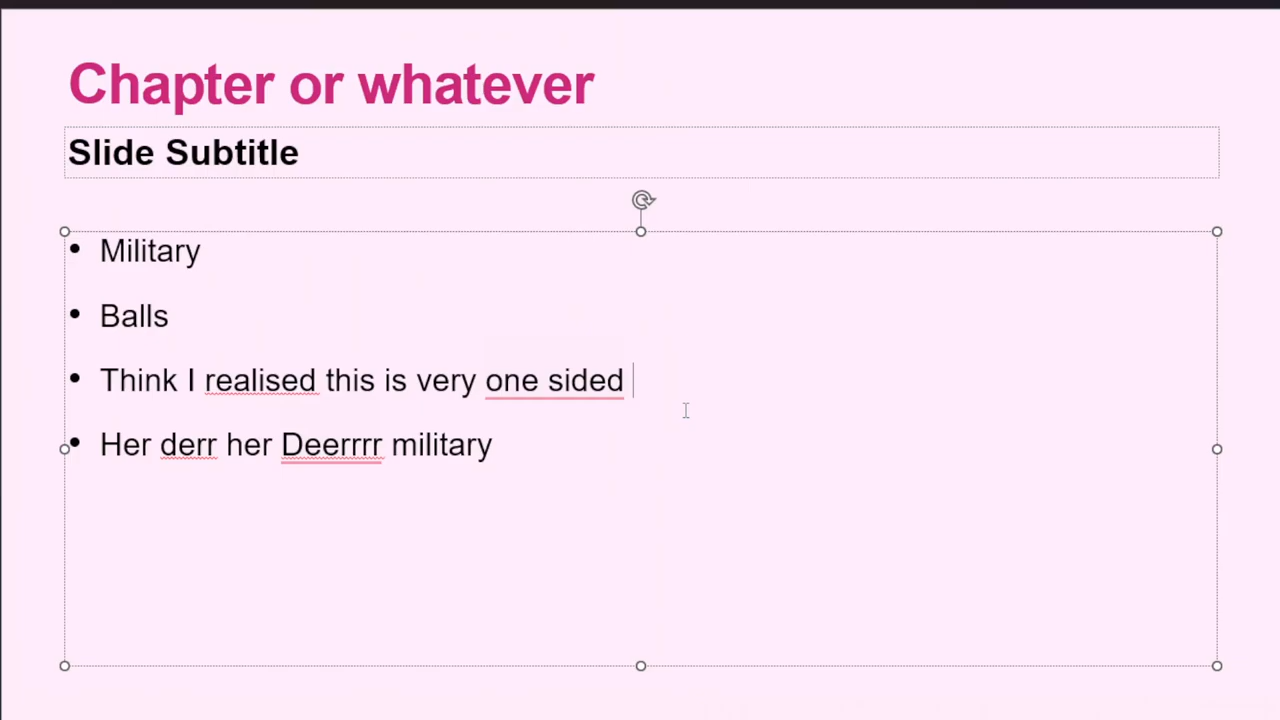 Chapter or whatever
Slide Subtitle
• Military
• Balls
• Think I realised this is very one sided
• Her derr her Deerrrr military